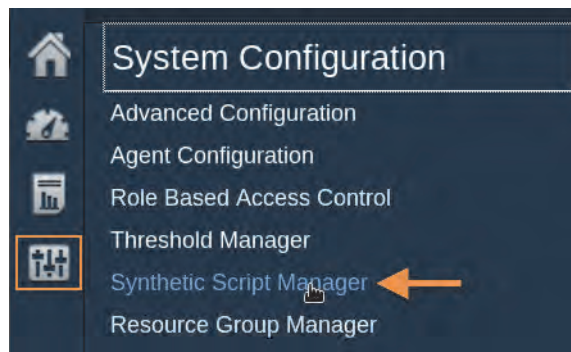 System Configuration
Advanced Configuration
Agent Configuration
Role Based Access Control
Threshold Manager
Synthetic Script Manager
Resource Group Manager